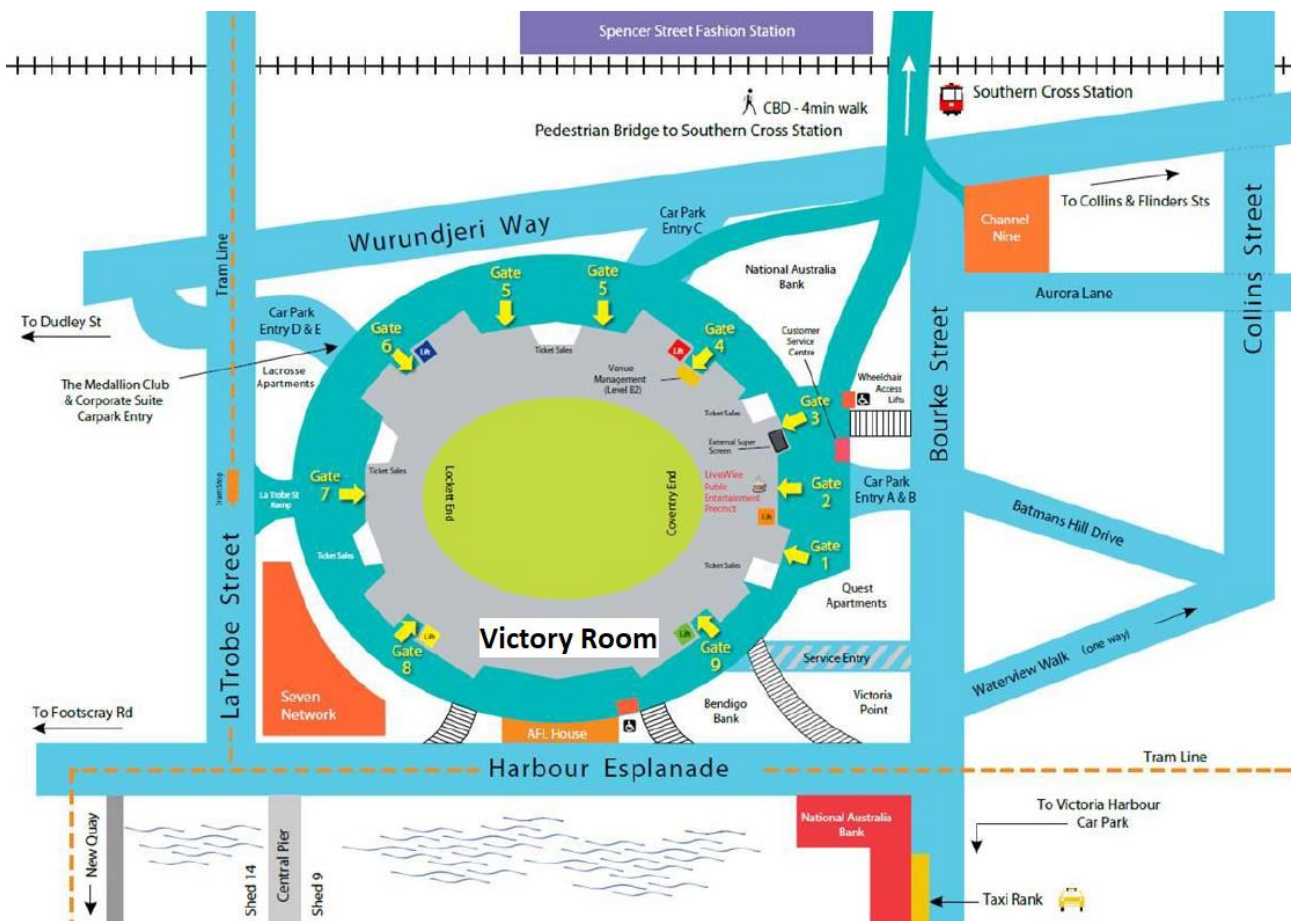 Spencer Street Fashion Station
Southern Cross Station
CBD - 4min walk
Pedestrian Bridge to Southern Cross Station
To Collins & Flinders Sts
Channel
Nine
Collins Street
Wurundjeri Way
Car Park
Entry C
National Australia
Bank
Aurora Lane
Tram Line
To Dudley St
Car Park
Entry D & E
Lacrosse
Apartments
The Medallion Club
& Corporate Suite
Carpark Entry
Gate
5
Gate
5
Gate
6
Lift
Ticket Sales
Lift
Gate
4
Venue
Management
(Level B2)
Customer
Service
Centre
Wheelchair
Access
Lifts
Bourke Street
Ticket Sales
Gate
3
External Super
Screen
Ticket Sales
Gate
7
La Trobe St
Ramp
Tram Stop
Lockett End
Coventry End
LiveWire
Public
Entertainment
Precinct
Lift
Gate
2
Car Park
Entry A & B
Batmans Hill Drive
Gate
1
Ticket Sales
Ticket Sales
Quest
Apartments
La Trobe Street
Gate
8
Lift
Victory Room
Lift
Gate
9
Service Entry
Waterview Walk (one way)
Seven
Network
Bendigo
Bank
Victoria
Point
AFL House
To Footscray Rd
Harbour Esplanade
Tram Line
New Quay
Shed 14
Central Pier
Shed 9
National Australia
Bank
To Victoria Harbour
Car Park
Taxi Rank